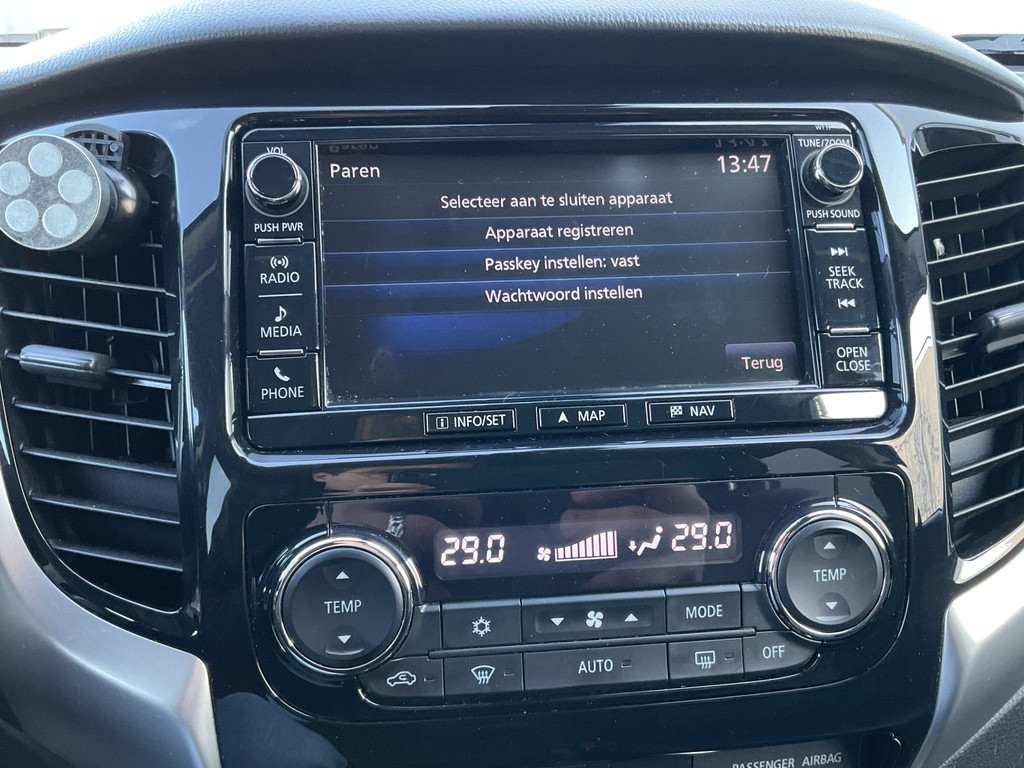 VOL
TUNE/ZOOM
Paren
13:47
Selecteer aan te sluiten apparaat
PUSH PWR
PUSH SOUND
Apparaat registreren
Passkey instellen: vast
Wachtwoord instellen
RADIO
SEEK
TRACK
MEDIA
Terug
OPEN
CLOSE
PHONE
INFO/SET
MAP
NAV
29.0
29.0
TEMP
TEMP
MODE
AUTO
OFF
PASSENGER AIRBAG